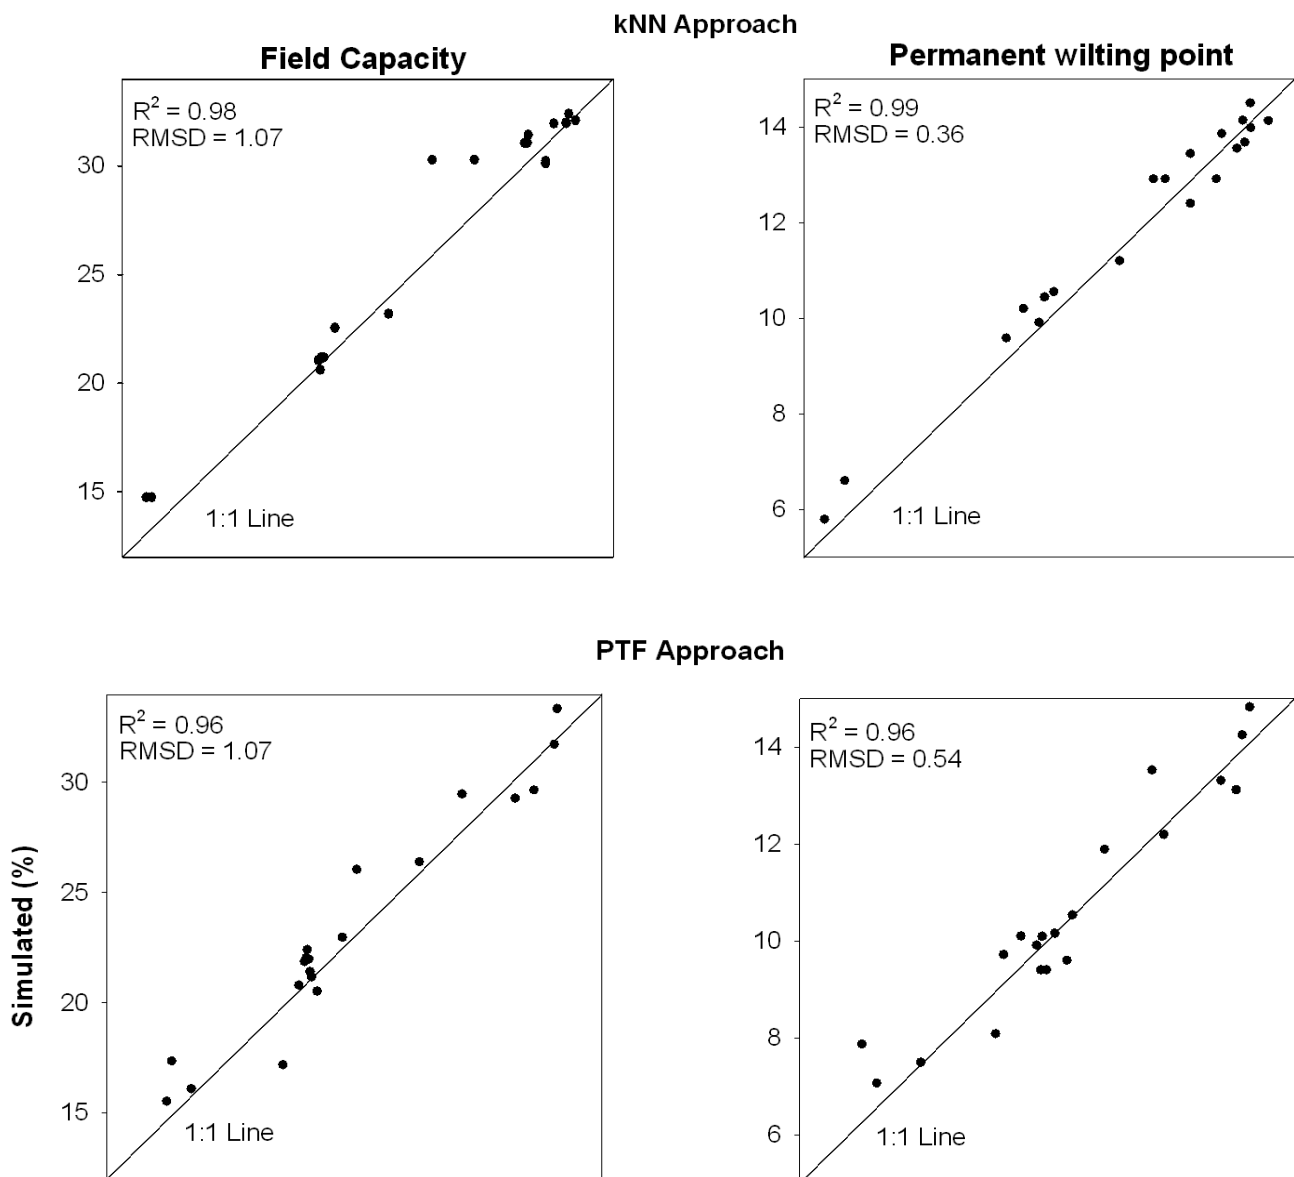 kNN Approach
Field Capacity
R² = 0.98
RMSD = 1.07
30
25
20
15
1:1 Line
Permanent wilting point
R² = 0.99
RMSD = 0.36
14
12
10
8
6
1:1 Line
PTF Approach
R² = 0.96
RMSD = 1.07
30
25
20
15
Simulated (%)
1:1 Line
R² = 0.96
RMSD = 0.54
14
12
10
8
6
1:1 Line